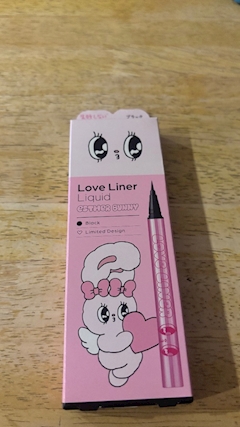 ブラック
Love Liner
Liquid
ESTHER BUNNY
Black
Limited Design